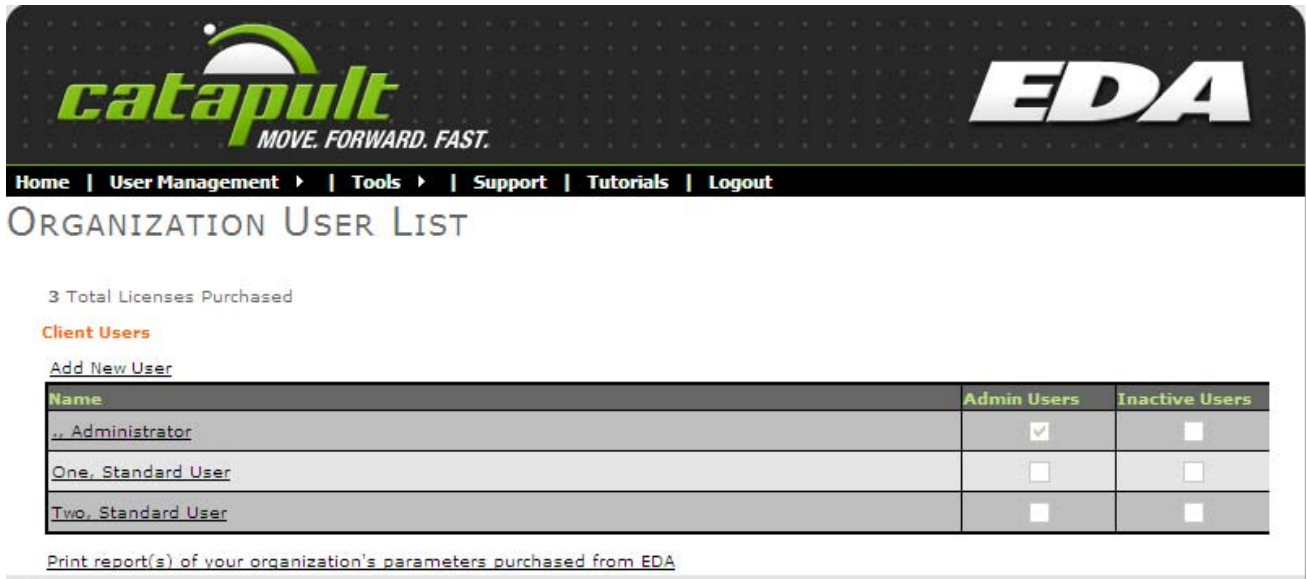 catapult
MOVE. FORWARD. FAST.
EDA
Home | User Management | Tools | Support | Tutorials | Logout
ORGANIZATION USER LIST
3 Total Licenses Purchased
Client Users
Add New User
Name Admin Users Inactive Users
., Administrator
One, Standard User
Two, Standard User
Print report(s) of your organization's parameters purchased from EDA